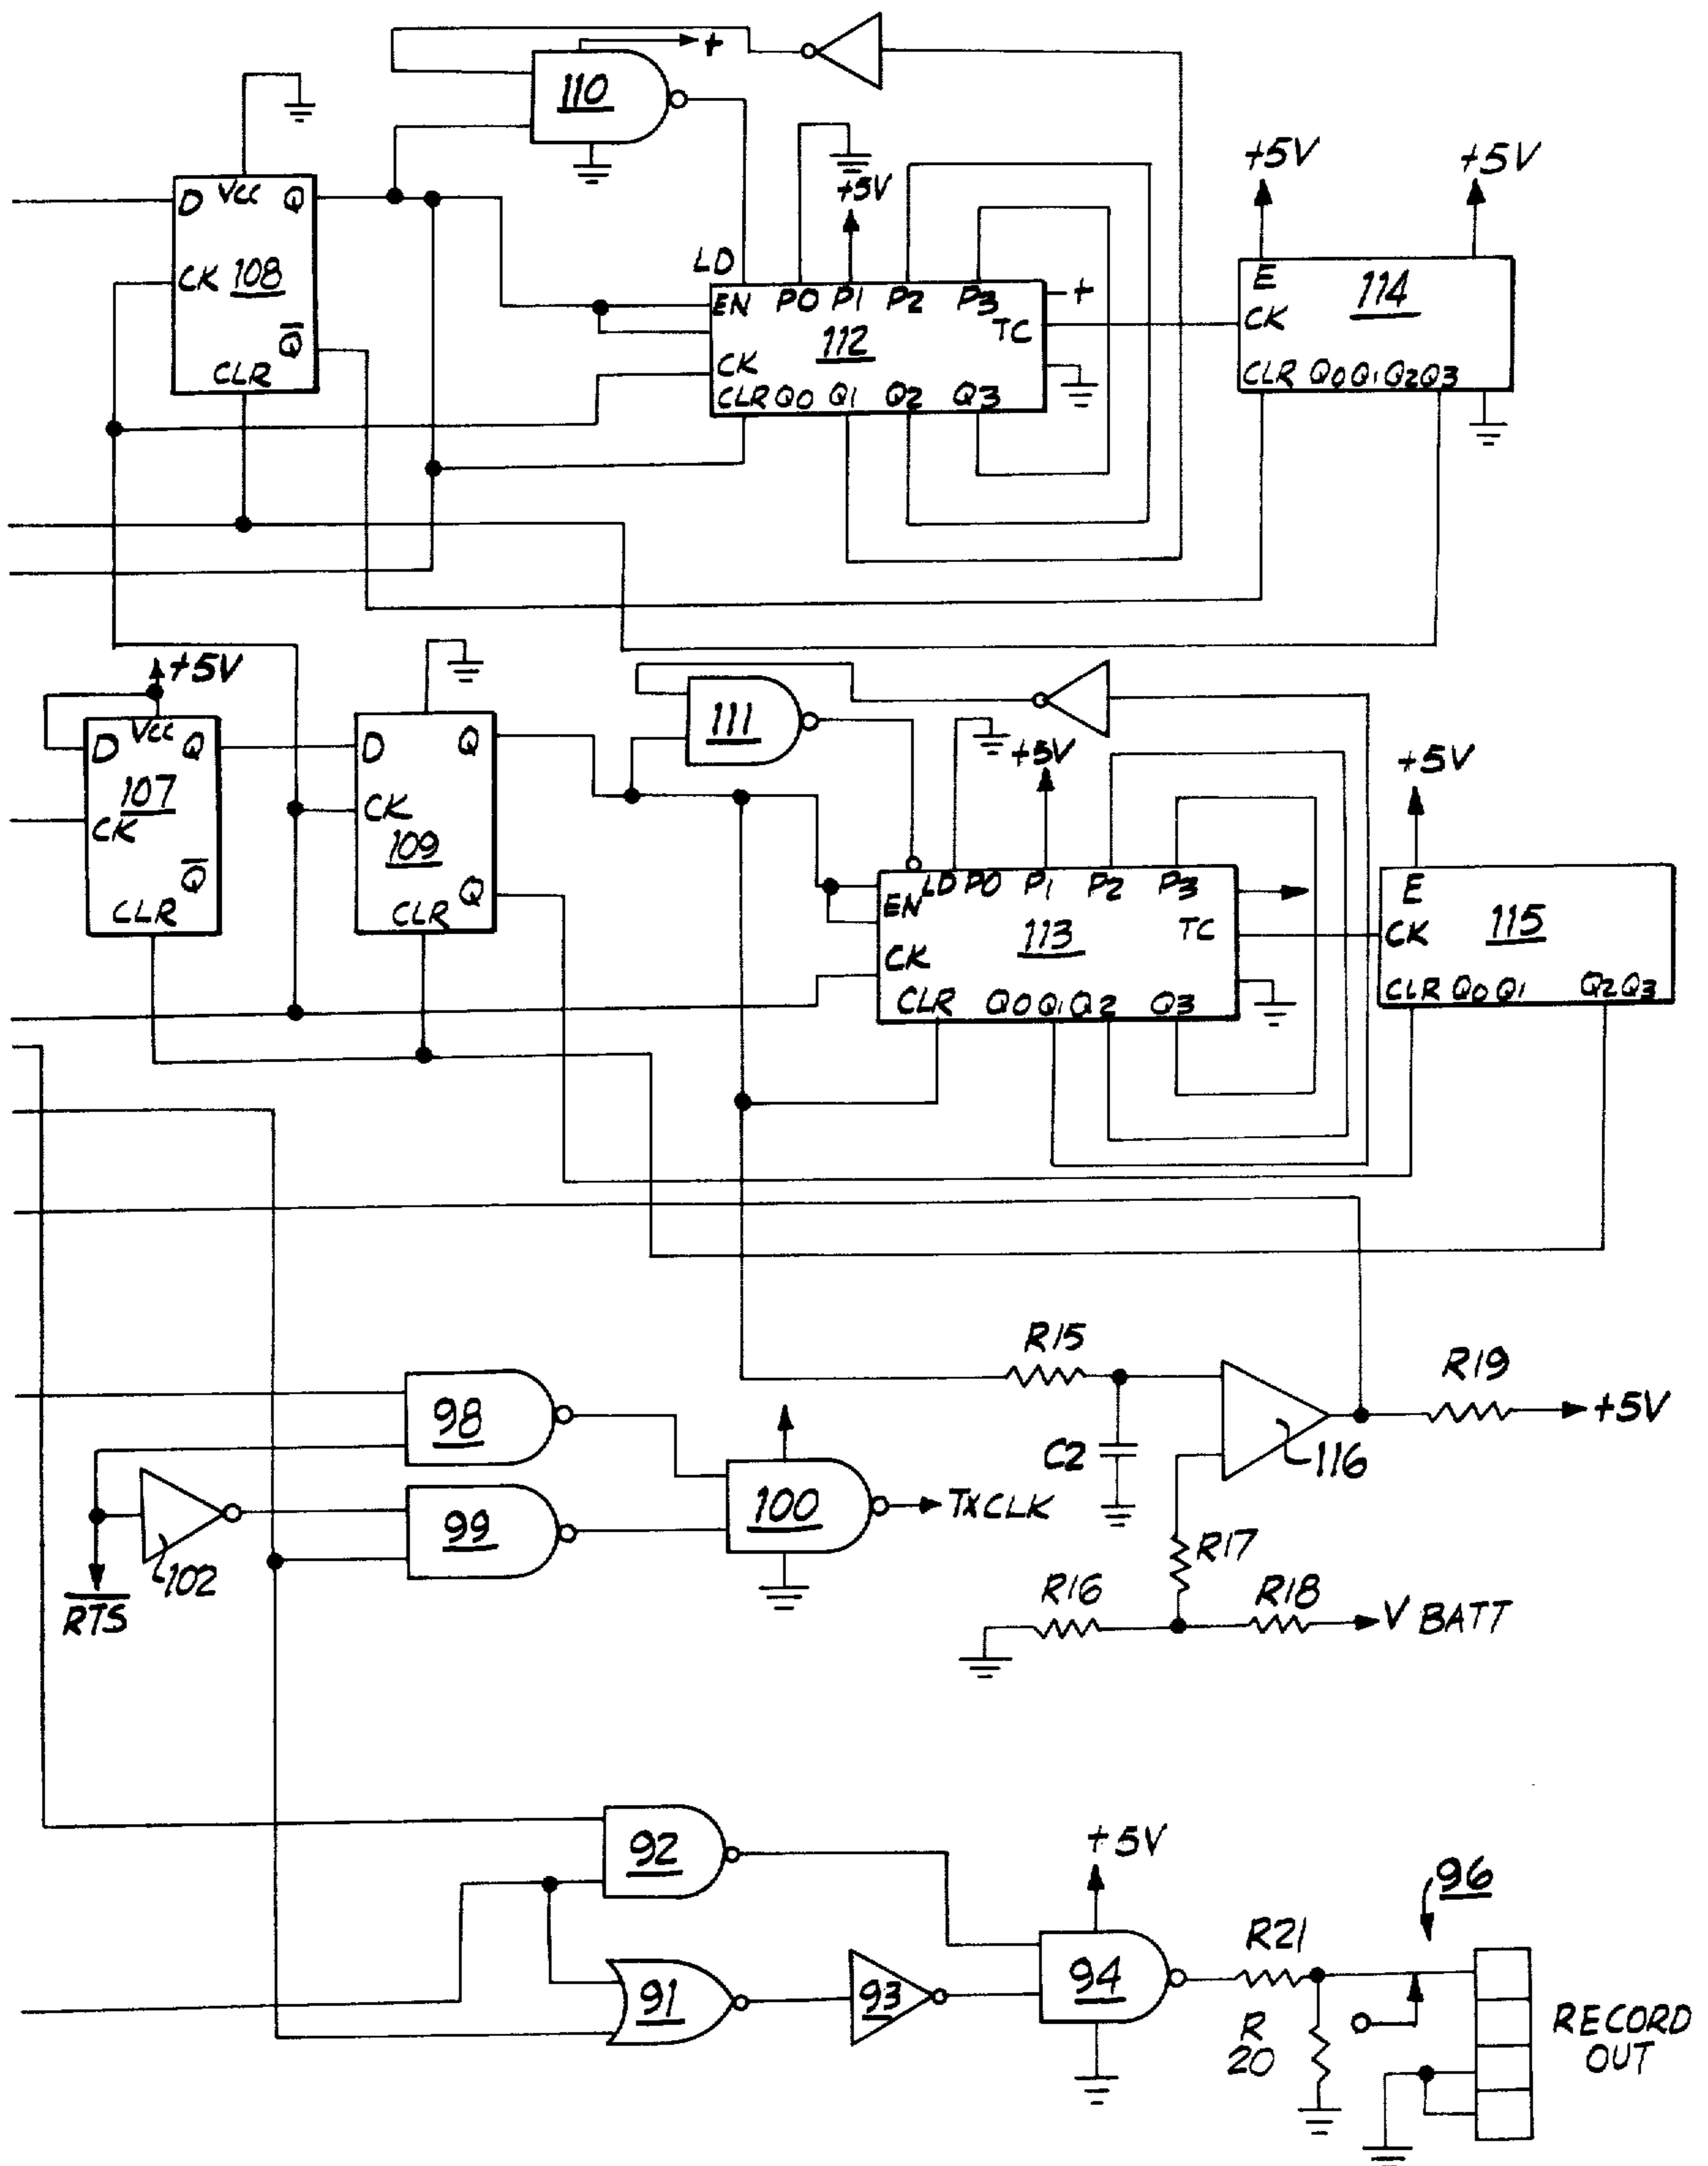 +
110
+5V
+5V
D VCC Q
CK 108
Q̅
CLR
+5V
LD
EN P0 P1 P2 P3
+
TC
112
CK
CLR Q0 Q1 Q2 Q3
E 114
CK
CLR Q0 Q1 Q2 Q3
+5V
D VCC Q
107
CK
Q̅
CLR
D Q
CK
109
Q
CLR
111
+5V
+5V
LD P0 P1 P2 P3
EN
113 TC
CK
CLR Q0 Q1 Q2 Q3
E
CK 115
CLR Q0 Q1 Q2 Q3
R15
R19
+5V
C2
116
98
100 TXCLK
99
102
R̅T̅S̅
R17
R16 R18
V BATT
92
+5V
96
R21
94
91
93
R
20
RECORD
OUT